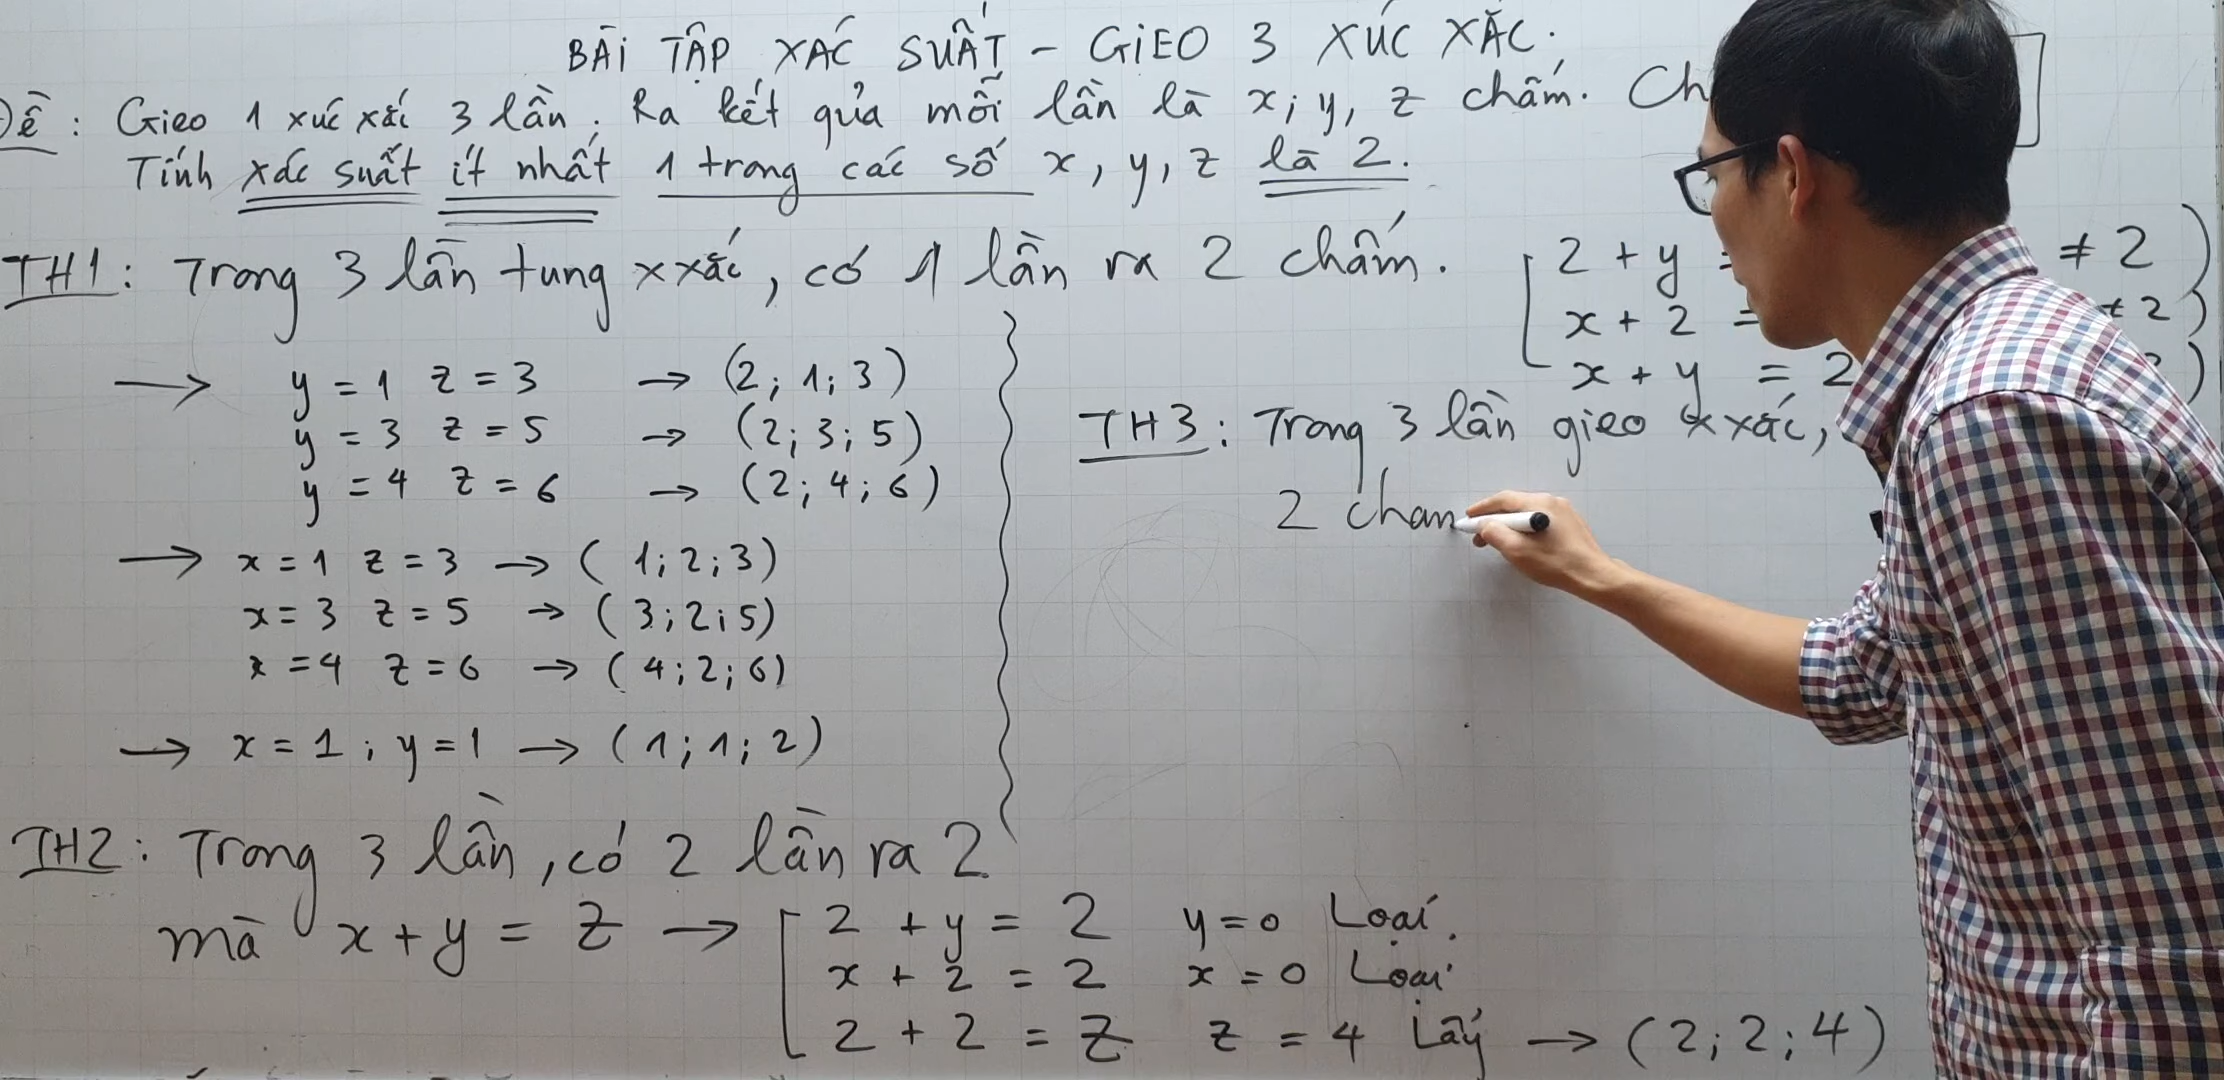 BÀI TẬP XÁC SUẤT - GIEO 3 XÚC XẮC.
Đề: Gieo 1 xúc xắc 3 lần. Ra kết qủa mỗi lần là x; y, z chấm. Ch
Tính xác suất ít nhất 1 trong các số x, y, z là 2.
TH1: Trong 3 lần tung xxắc, có 1 lần ra 2 chấm.
2 + y = ≠ 2)
x + 2 = ≠ 2)
x + y = 2 )
→ y = 1 z = 3 → (2; 1; 3)
y = 3 z = 5 → (2; 3; 5)
y = 4 z = 6 → (2; 4; 6)
→ x = 1 z = 3 → (1; 2; 3)
x = 3 z = 5 → (3; 2; 5)
x = 4 z = 6 → (4; 2; 6)
→ x = 1; y = 1 → (1; 1; 2)
TH2: Trong 3 lần, có 2 lần ra 2
mà x + y = z → [ 2 + y = 2 y = 0 Loại.
x + 2 = 2 x = 0 Loại
2 + 2 = z z = 4 Lấy → (2; 2; 4)
TH3: Trong 3 lần gieo xxắc,
2 cham